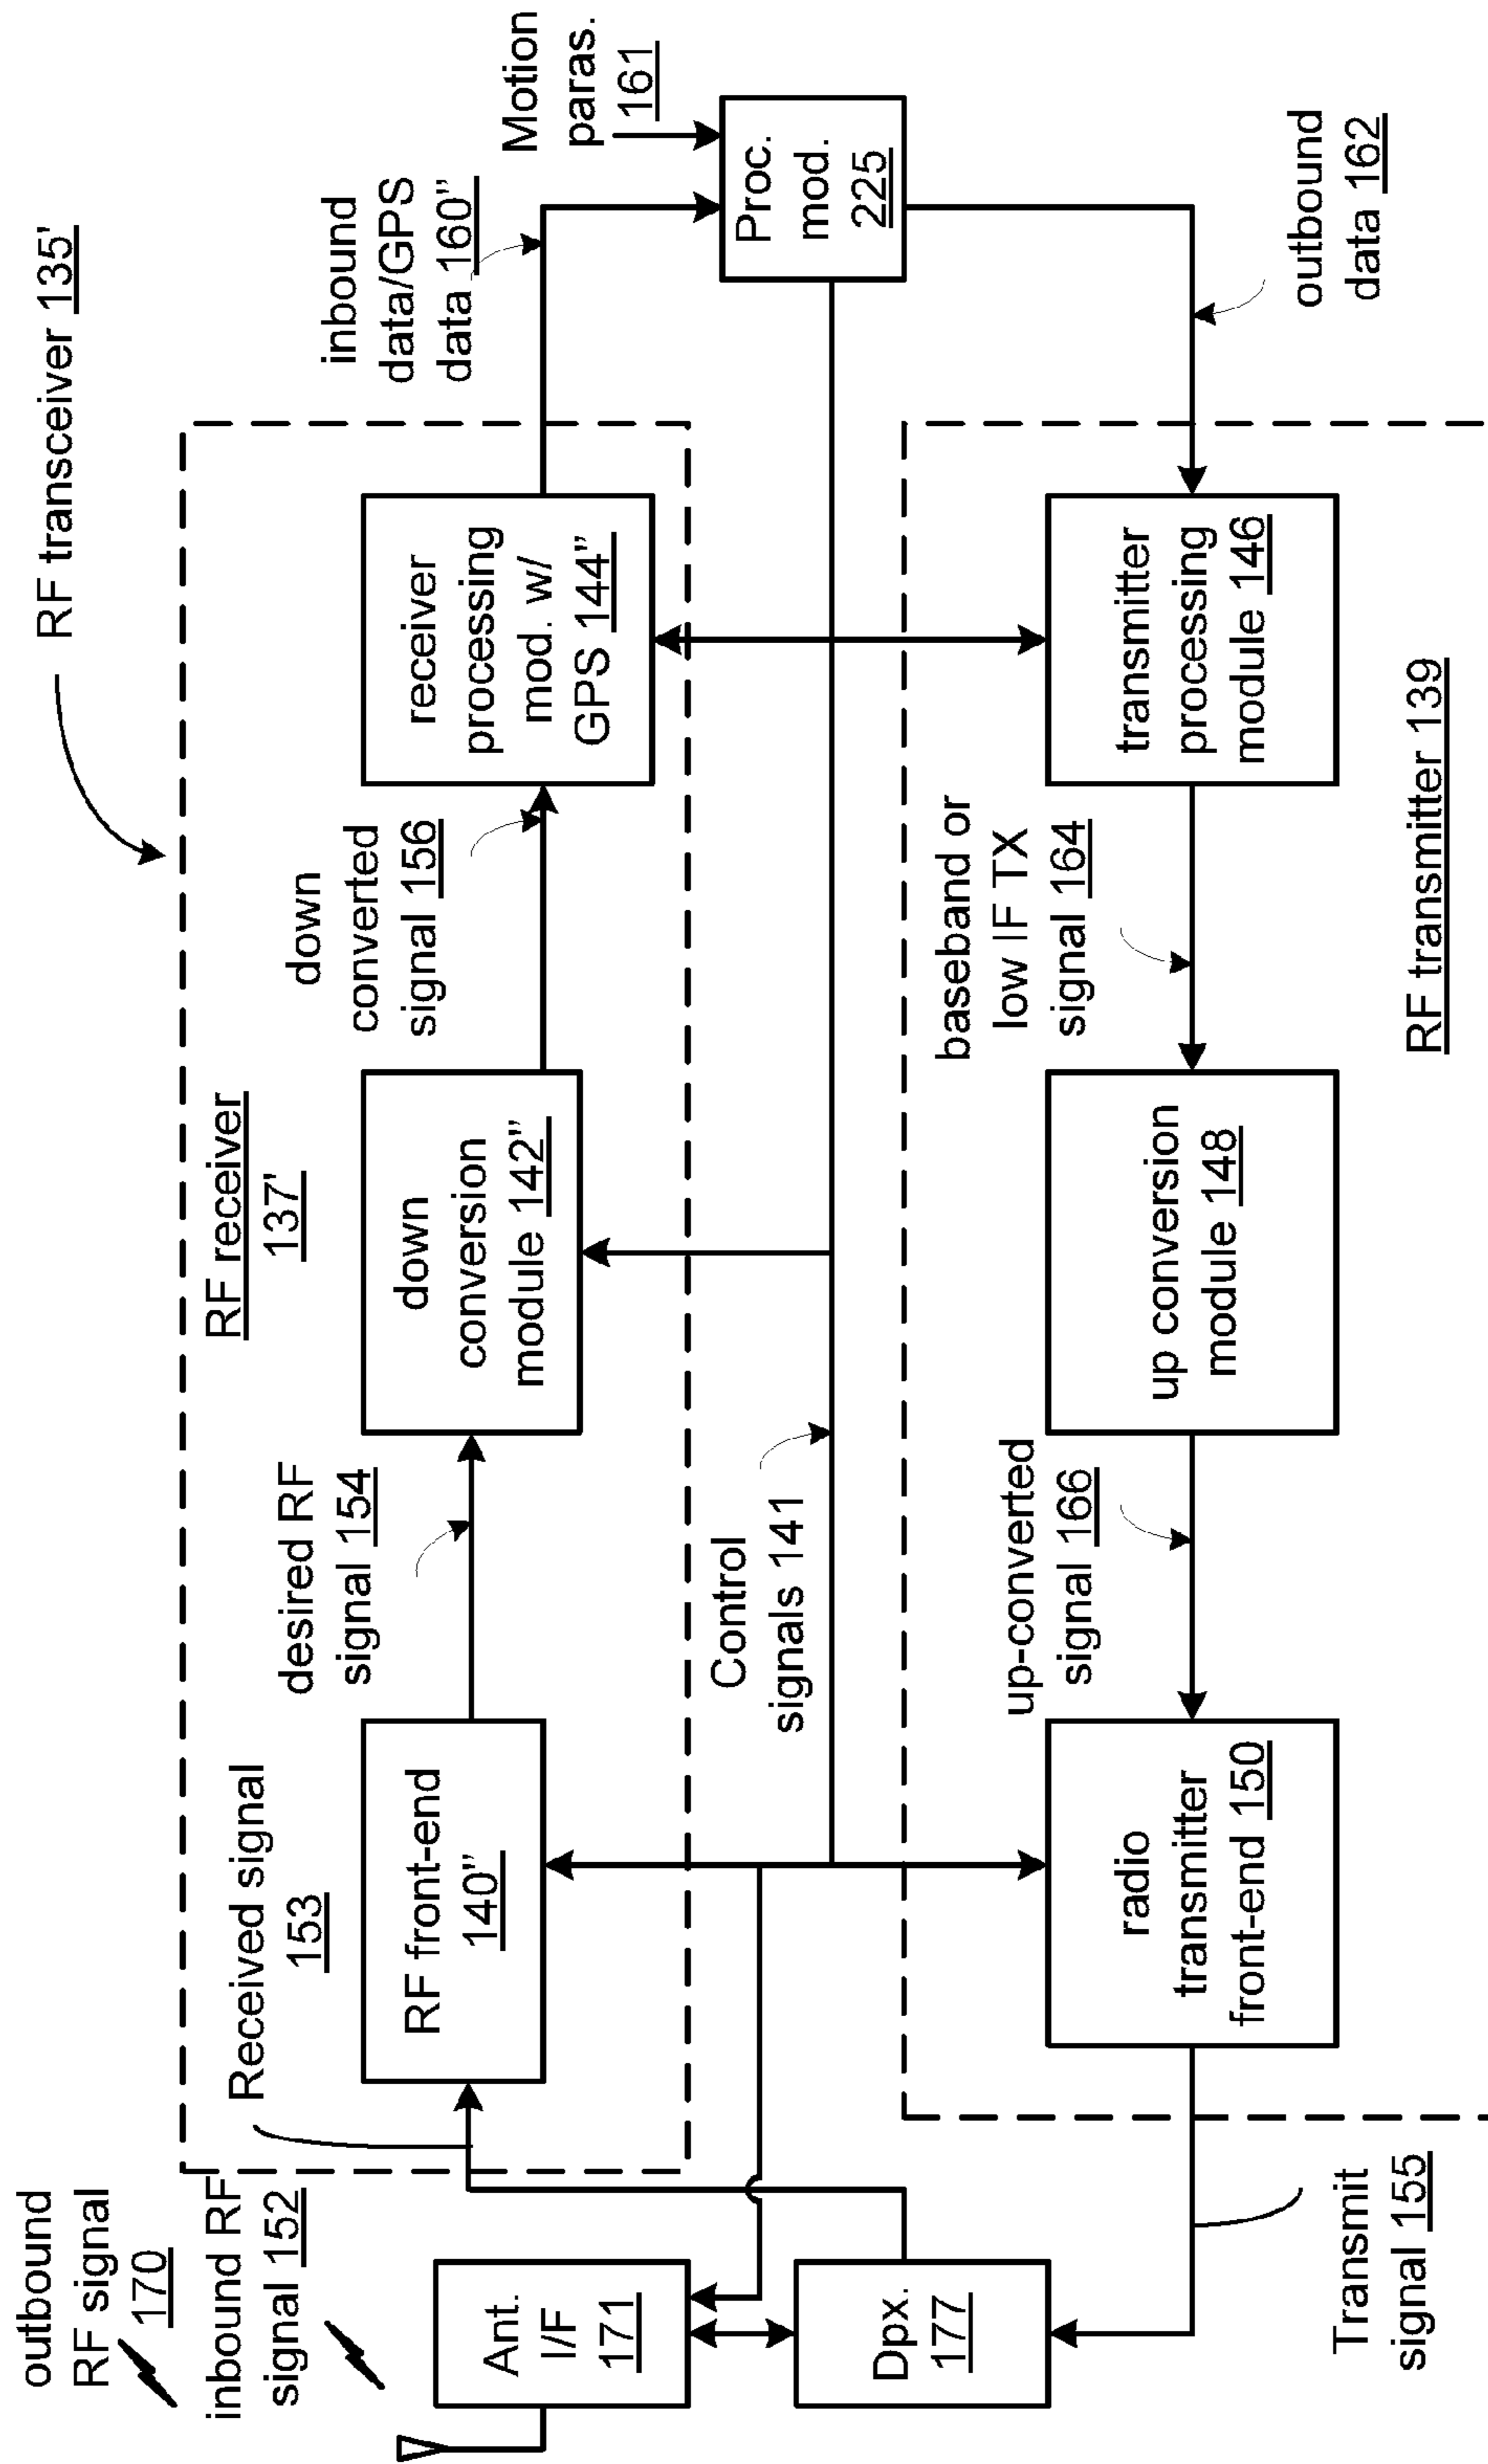 RF transceiver 135'
outbound
RF signal
170
inbound RF
signal 152
Received signal
153
RF receiver
137'
desired RF
signal 154
down
converted
signal 156
inbound
data/GPS
data 160"
Motion
paras.
161
Ant.
I/F
171
RF front-end
140"
down
conversion
module 142"
receiver
processing
mod. w/
GPS 144"
Control
signals 141
Proc.
mod.
225
Dpx.
177
up-converted
signal 166
baseband or
low IF TX
signal 164
radio
transmitter
front-end 150
up conversion
module 148
transmitter
processing
module 146
outbound
data 162
Transmit
signal 155
RF transmitter 139